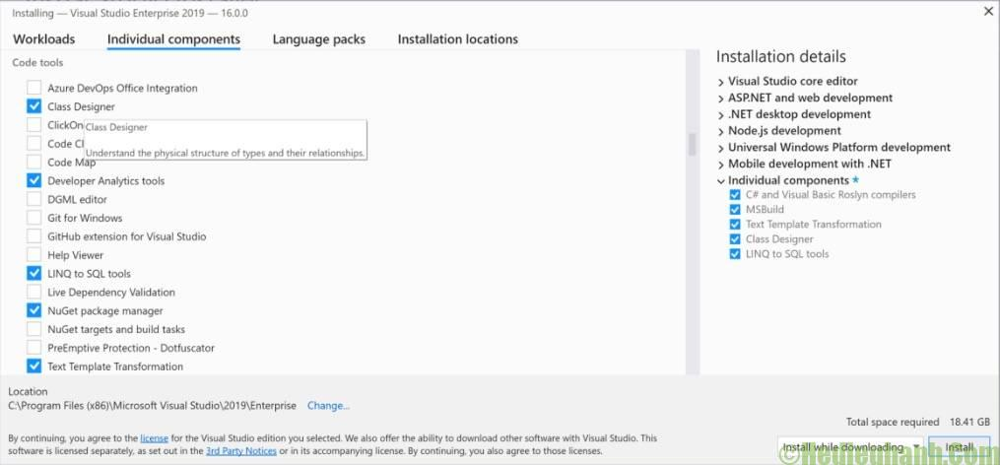 Installing — Visual Studio Enterprise 2019 — 16.0.0
Workloads
Individual components
Language packs
Installation locations
Code tools
Azure DevOps Office Integration
Class Designer
ClickOn
Class Designer
Code Cl
Understand the physical structure of types and their relationships.
Code Map
Developer Analytics tools
DGML editor
Git for Windows
GitHub extension for Visual Studio
Help Viewer
LINQ to SQL tools
Live Dependency Validation
NuGet package manager
NuGet targets and build tasks
PreEmptive Protection - Dotfuscator
Text Template Transformation
Installation details
Visual Studio core editor
ASP.NET and web development
.NET desktop development
Node.js development
Universal Windows Platform development
Mobile development with .NET
Individual components *
C# and Visual Basic Roslyn compilers
MSBuild
Text Template Transformation
Class Designer
LINQ to SQL tools
Location
C:\Program Files (x86)\Microsoft Visual Studio\2019\Enterprise Change...
Total space required 18.41 GB
By continuing, you agree to the license for the Visual Studio edition you selected. We also offer the ability to download other software with Visual Studio. This
software is licensed separately, as set out in the 3rd Party Notices or in its accompanying license. By continuing, you also agree to those licenses.
Install while downloading
Install